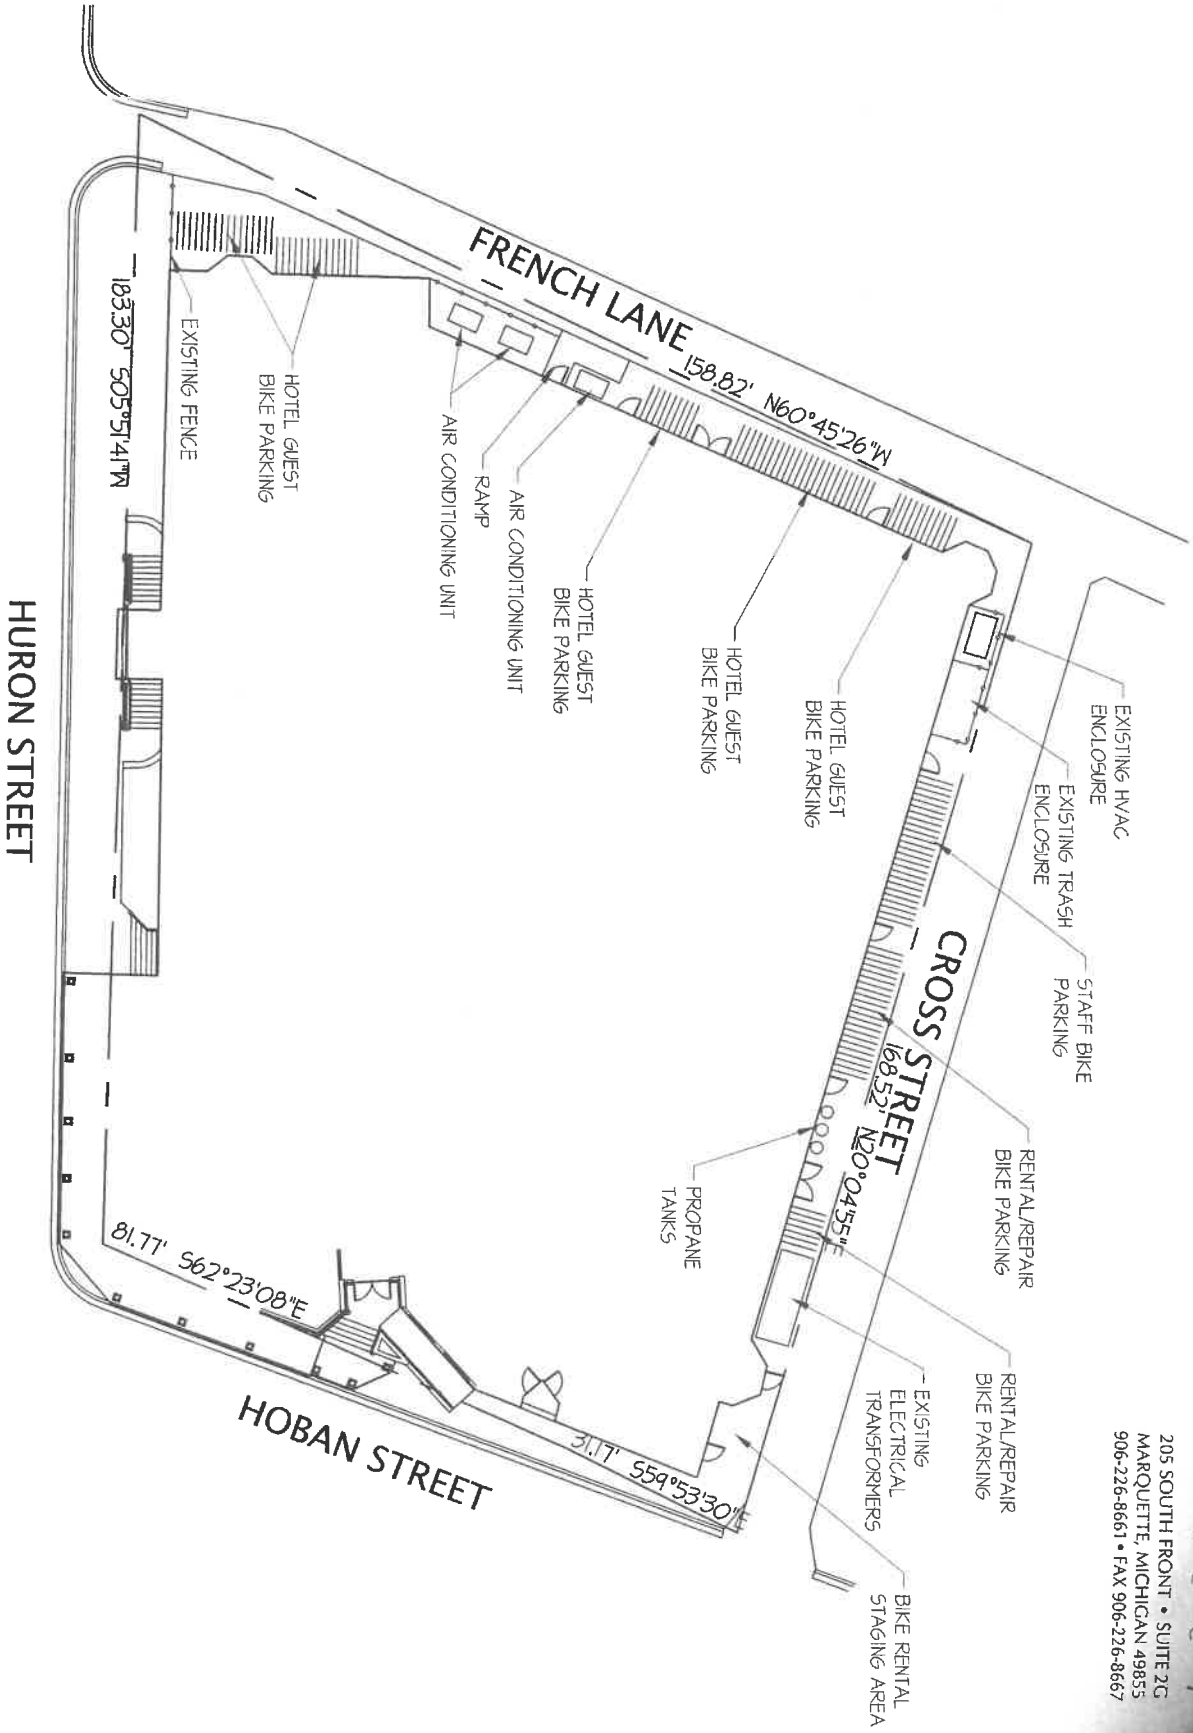 205 SOUTH FRONT • SUITE 2G
MARQUETTE, MICHIGAN 49855
906-226-8661 • FAX 906-226-8667
EXISTING HVAC
ENCLOSURE
EXISTING TRASH
ENCLOSURE
STAFF BIKE
PARKING
RENTAL/REPAIR
BIKE PARKING
RENTAL/REPAIR
BIKE PARKING
EXISTING
ELECTRICAL
TRANSFORMERS
BIKE RENTAL
STAGING AREA
CROSS STREET
168.52' N20°04'55"E
HOTEL GUEST
BIKE PARKING
HOTEL GUEST
BIKE PARKING
HOTEL GUEST
BIKE PARKING
PROPANE
TANKS
FRENCH LANE
158.82' N60°45'26"W
AIR CONDITIONING UNIT
RAMP
AIR CONDITIONING UNIT
HOTEL GUEST
BIKE PARKING
EXISTING FENCE
183.30' S05°51'41"W
31.17' S59°53'30"E
81.77' S62°23'08"E
HOBAN STREET
HURON STREET